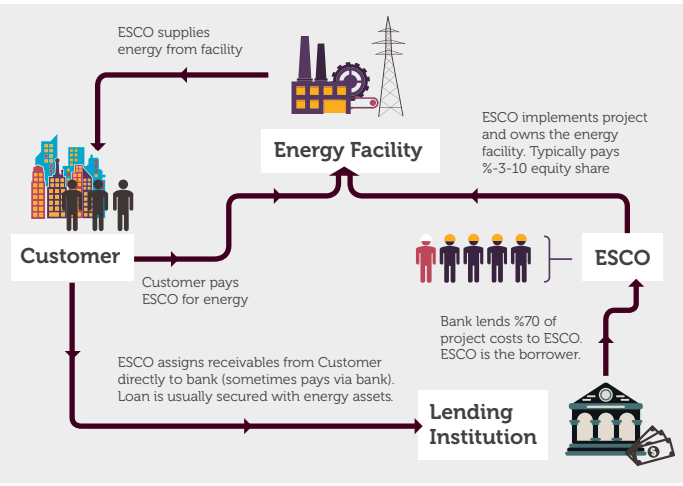 ESCO supplies
energy from facility
Energy Facility
ESCO implements project
and owns the energy
facility. Typically pays
%-3-10 equity share
Customer
Customer pays
ESCO for energy
ESCO
Bank lends %70 of
project costs to ESCO.
ESCO is the borrower.
ESCO assigns receivables from Customer
directly to bank (sometimes pays via bank).
Loan is usually secured with energy assets.
Lending
Institution
$